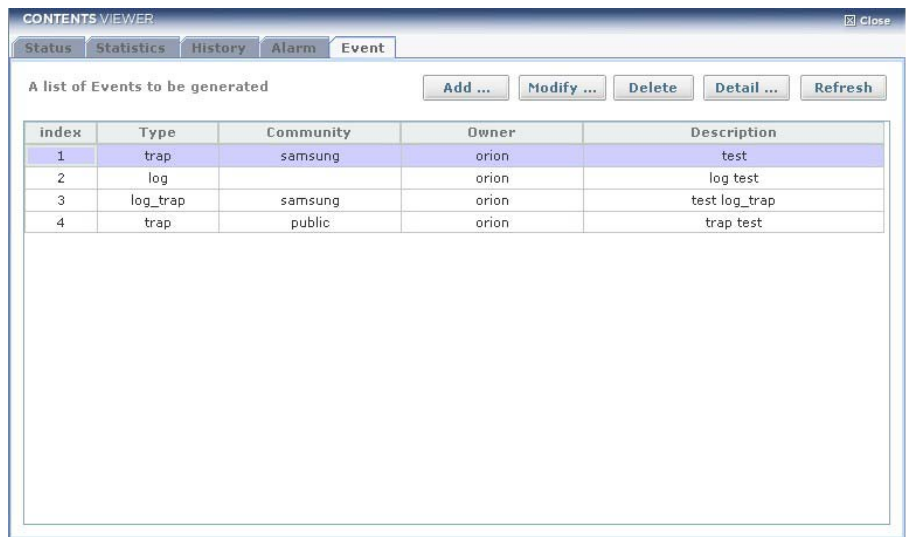 CONTENTS VIEWER Close
Status Statistics History Alarm Event
A list of Events to be generated Add ... Modify ... Delete Detail ... Refresh
index Type Community Owner Description
1 trap samsung orion test
2 log orion log test
3 log_trap samsung orion test log_trap
4 trap public orion trap test